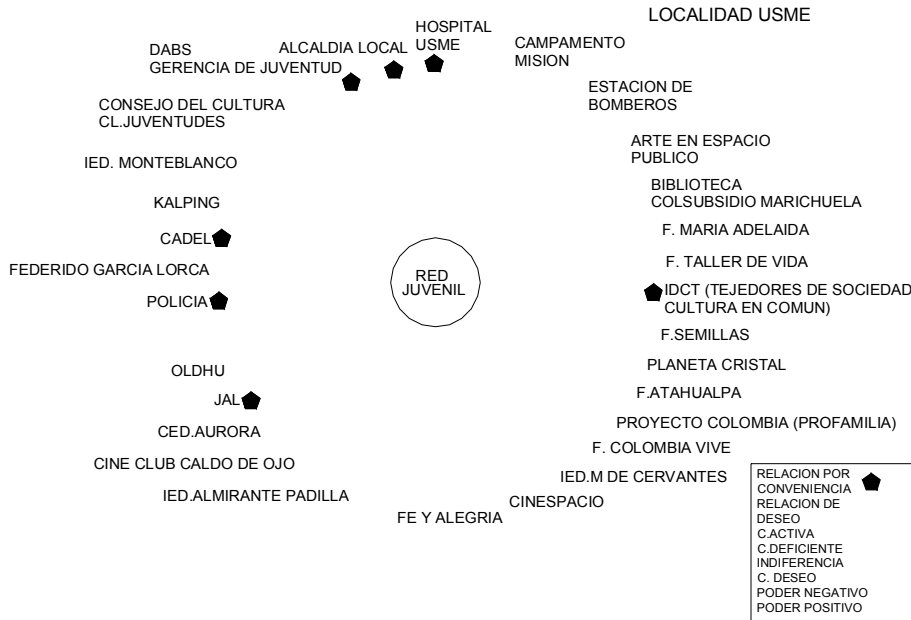 LOCALIDAD USME
HOSPITAL
USME
ALCALDIA LOCAL
DABS
GERENCIA DE JUVENTUD
CAMPAMENTO
MISION
ESTACION DE
BOMBEROS
CONSEJO DEL CULTURA
CL.JUVENTUDES
ARTE EN ESPACIO
PUBLICO
IED. MONTEBLANCO
BIBLIOTECA
COLSUBSIDIO MARICHUELA
KALPING
F. MARIA ADELAIDA
CADEL
F. TALLER DE VIDA
FEDERIDO GARCIA LORCA
RED
JUVENIL
POLICIA
IDCT (TEJEDORES DE SOCIEDAD
CULTURA EN COMUN)
F.SEMILLAS
OLDHU
PLANETA CRISTAL
JAL
F.ATAHUALPA
CED.AURORA
PROYECTO COLOMBIA (PROFAMILIA)
F. COLOMBIA VIVE
CINE CLUB CALDO DE OJO
IED.M DE CERVANTES
IED.ALMIRANTE PADILLA
CINESPACIO
FE Y ALEGRIA
RELACION POR
CONVENIENCIA
RELACION DE
DESEO
C.ACTIVA
C.DEFICIENTE
INDIFERENCIA
C. DESEO
PODER NEGATIVO
PODER POSITIVO